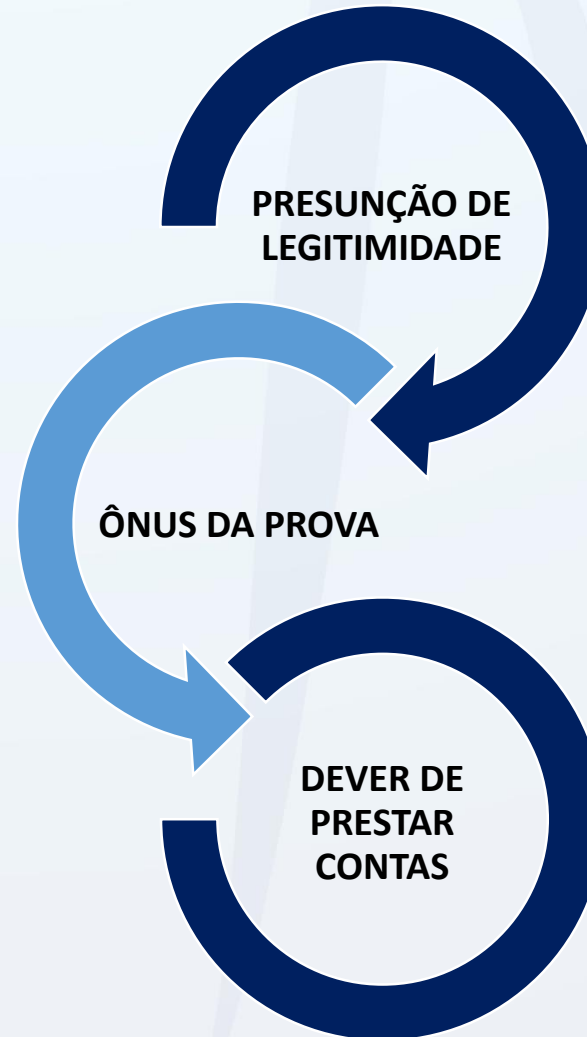 PRESUNÇÃO DE
LEGITIMIDADE
ÔNUS DA PROVA
DEVER DE
PRESTAR
CONTAS